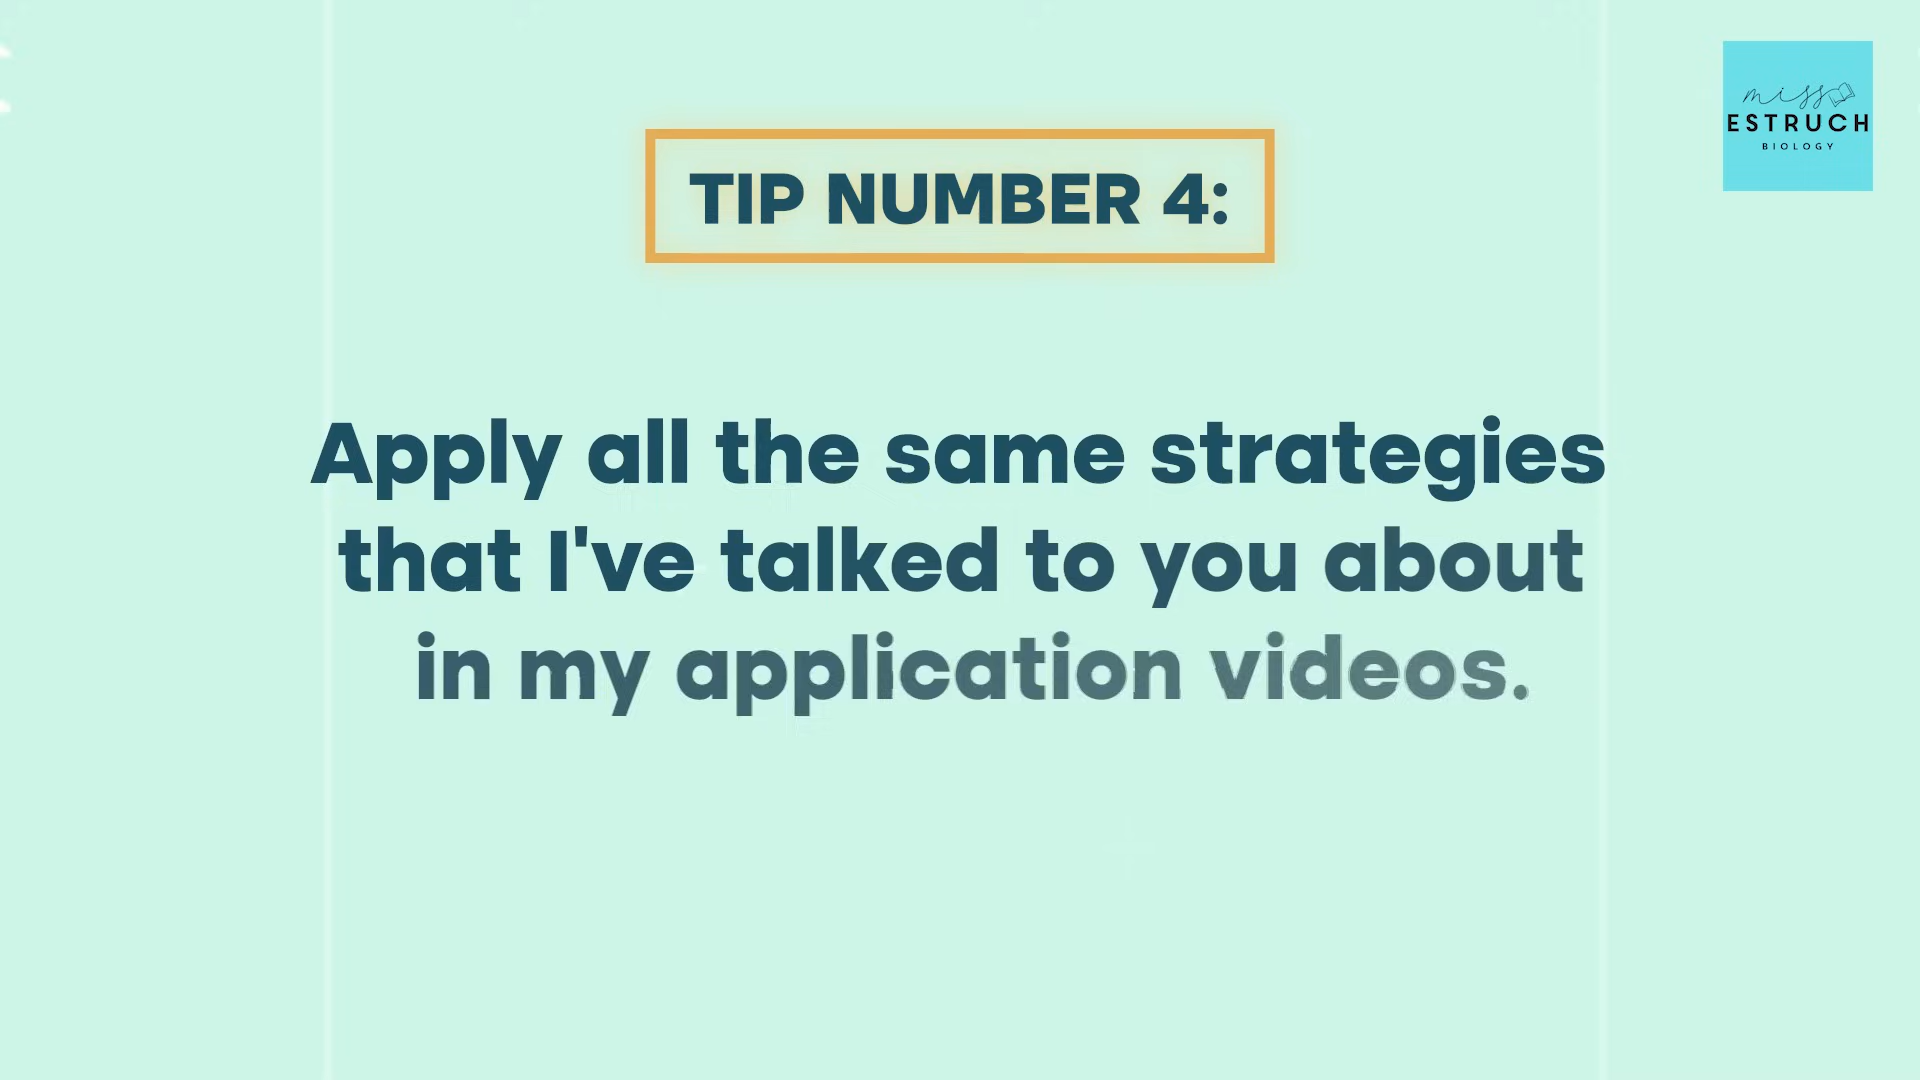 miss
ESTRUCH
BIOLOGY
TIP NUMBER 4:
Apply all the same strategies
that I've talked to you about
in my application videos.